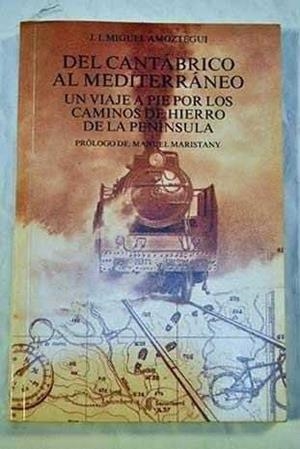 J. I. MIGUEL AMOZTEGUI
DEL CANTÁBRICO
AL MEDITERRÁNEO
UN VIAJE A PIE POR LOS
CAMINOS DE HIERRO
DE LA PENÍNSULA
PRÓLOGO DE: MANUEL MARISTANY